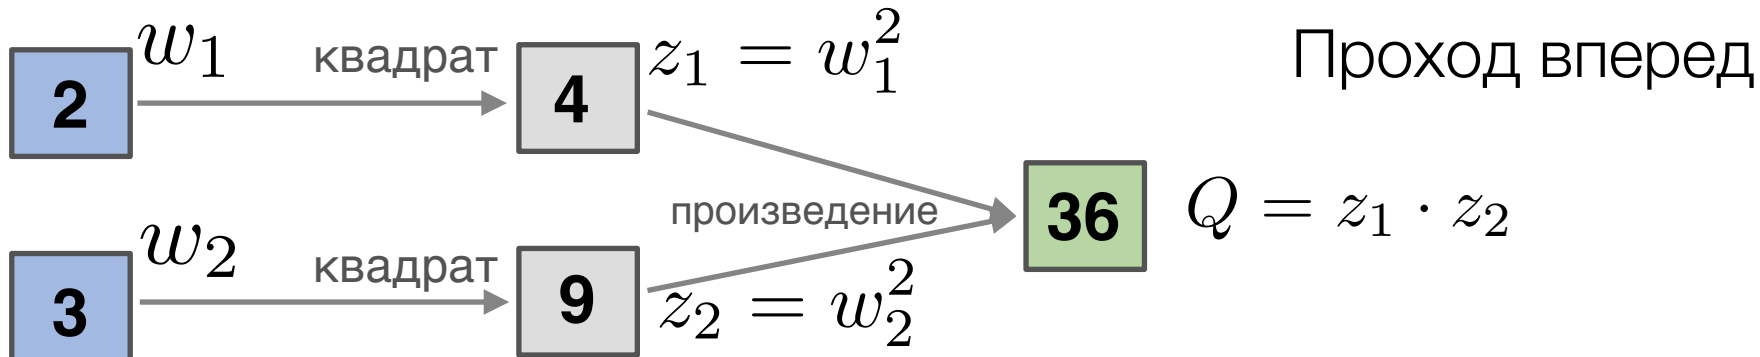 w₁ квадрат z₁ = w₁² Проход вперед
2 4
произведение 36 Q = z₁ · z₂
w₂ квадрат
3 9 z₂ = w₂²